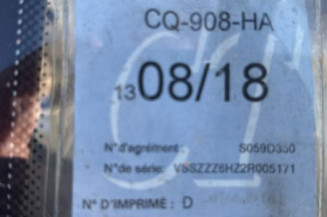 CQ-908-HA
13 08/18
N° d'agrément: S059D350
N° de série: VSSZZZ6HZ2R005171
N° D'IMPRIMÉ: D